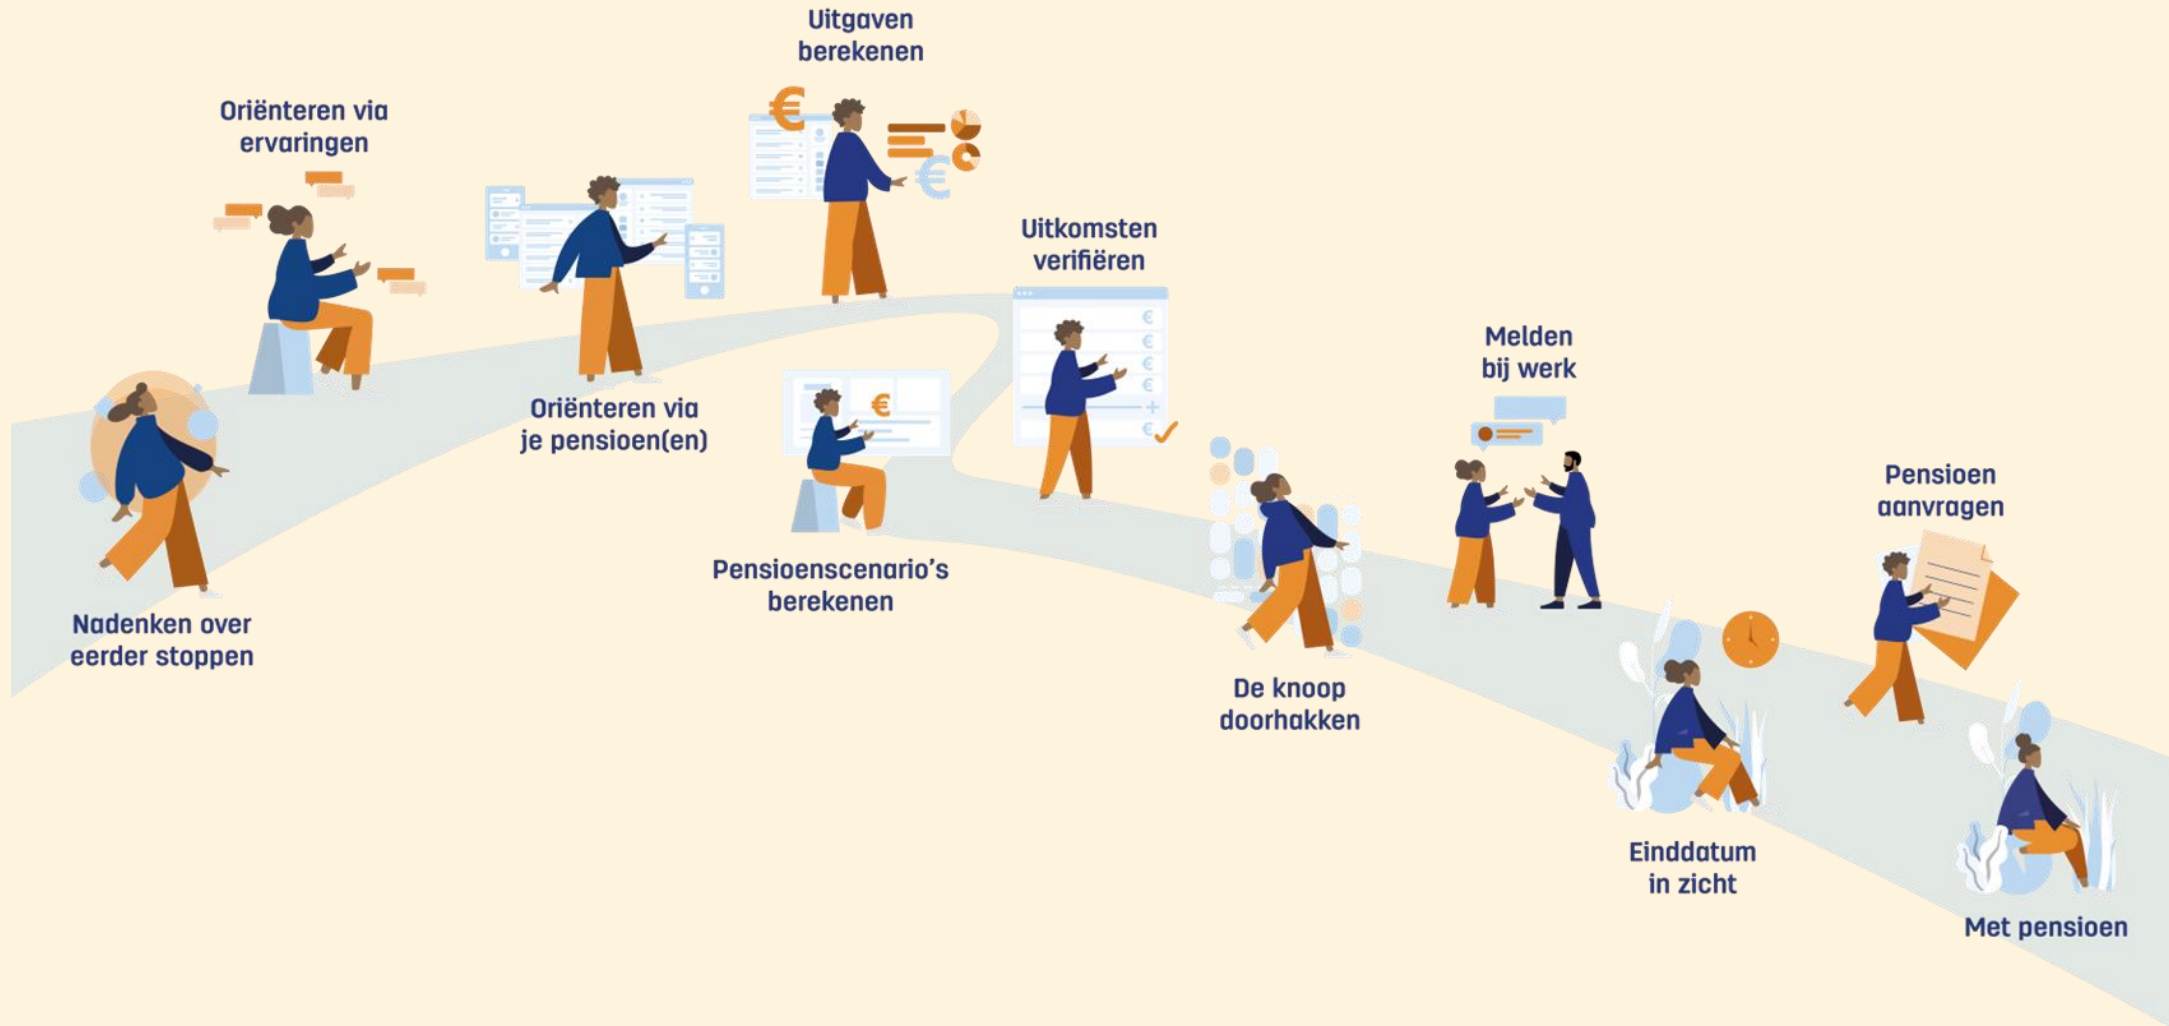 Nadenken over
eerder stoppen
Oriënteren via
ervaringen
Oriënteren via
je pensioen(en)
Uitgaven
berekenen
Pensioenscenario’s
berekenen
Uitkomsten
verifiëren
De knoop
doorhakken
Melden
bij werk
Einddatum
in zicht
Pensioen
aanvragen
Met pensioen